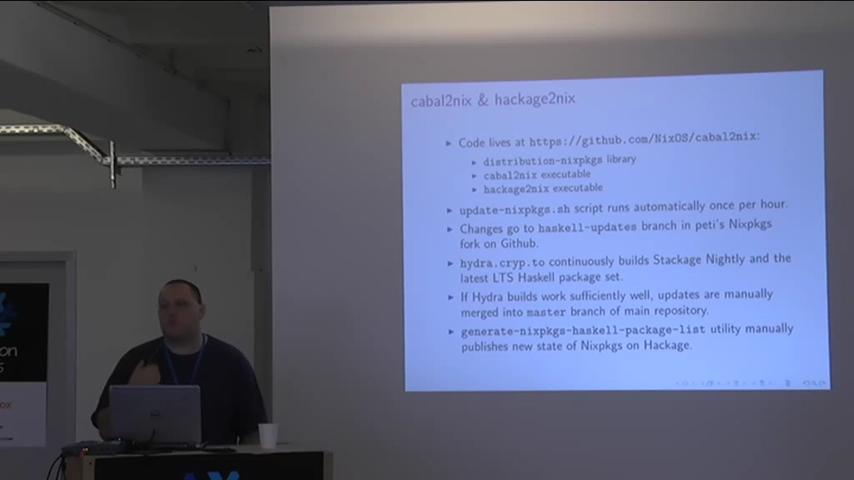 cabal2nix & hackage2nix
Code lives at https://github.com/NixOS/cabal2nix:
distribution-nixpkgs library
cabal2nix executable
hackage2nix executable
update-nixpkgs.sh script runs automatically once per hour.
Changes go to haskell-updates branch in peti's Nixpkgs
fork on Github.
hydra.cryp.to continuously builds Stackage Nightly and the
latest LTS Haskell package set.
If Hydra builds work sufficiently well, updates are manually
merged into master branch of main repository.
generate-nixpkgs-haskell-package-list utility manually
publishes new state of Nixpkgs on Hackage.